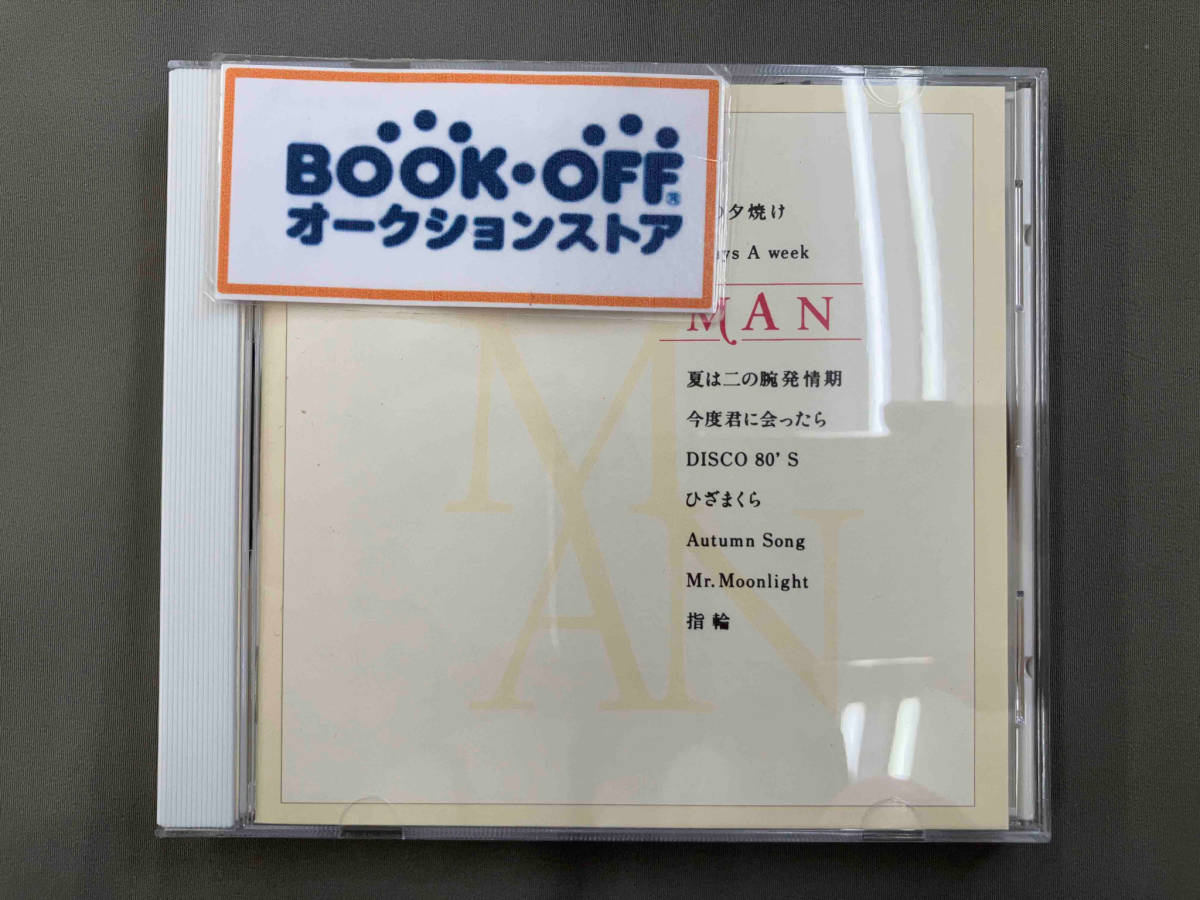 BOOK・OFF®
オークションストア
夕焼け
A week
MAN
夏は二の腕発情期
今度君に会ったら
DISCO 80' S
ひざまくら
Autumn Song
Mr. Moonlight
指輪
MAN